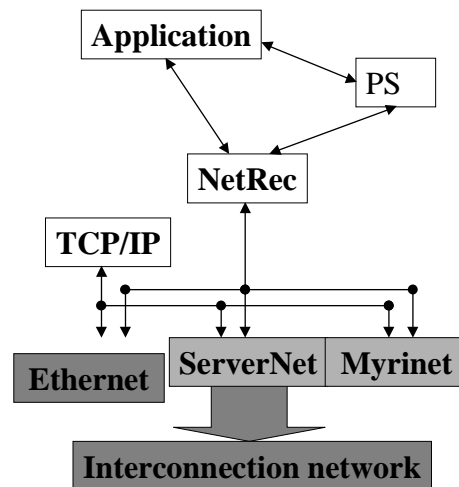 Application
PS
NetRec
TCP/IP
Ethernet
ServerNet
Myrinet
Interconnection network